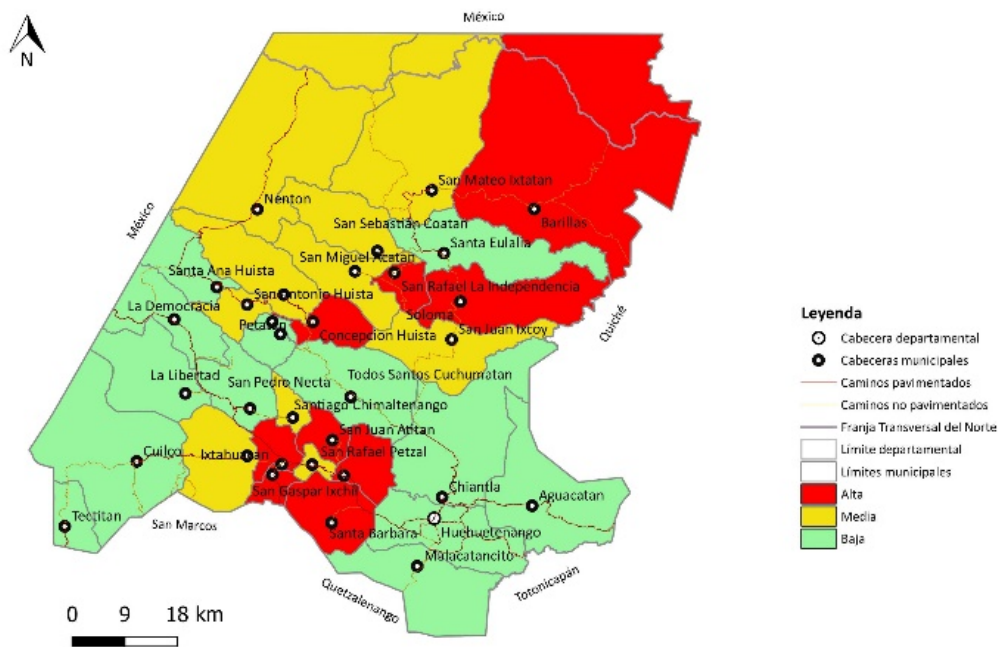 México
N
San Mateo Ixtatan
Nenton
Barillas
México
San Sebastián Coatan
Santa Eulalia
San Miguel Acatan
Santa Ana Huista
San Rafael La Independencia
San Antonio Huista
La Democracia
Soloma
Quiché
Petatan
Concepcion Huista
San Juan Ixcoy
La Libertad
San Pedro Necta
Todos Santos Cuchumatan
Santiago Chimaltenango
San Juan Atitan
Cuilco
Ixtahuacan
San Rafael Petzal
San Gaspar Ixchil
Chiantla
Aguacatan
Tectitan
San Marcos
Santa Barbara
Huehuetenango
Malacatancito
Quetzalenango
Totonicapán
0 9 18 km
Leyenda
Cabecera departamental
Cabeceras municipales
Caminos pavimentados
Caminos no pavimentados
Franja Transversal del Norte
Límite departamental
Límites municipales
Alta
Media
Baja